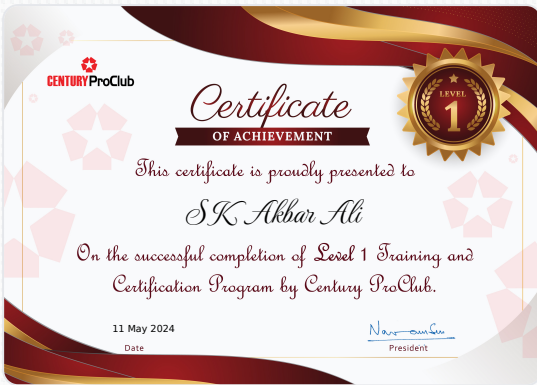 CENTURY ProClub
LEVEL
1
Certificate
OF ACHIEVEMENT
This certificate is proudly presented to
SK Akbar Ali
On the successful completion of Level 1 Training and
Certification Program by Century ProClub.
11 May 2024
Date
President